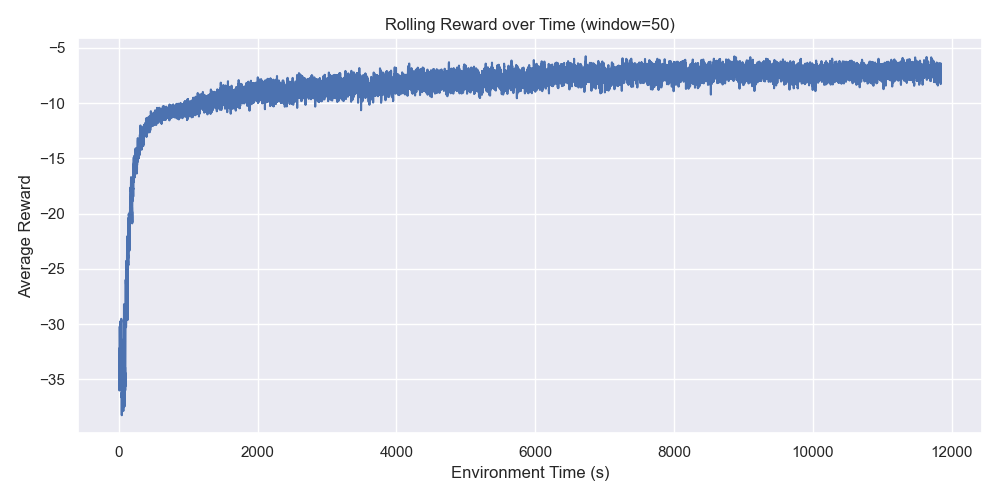 Rolling Reward over Time (window=50)
−5
−10
−15
−20
−25
−30
−35
Average Reward
0 2000 4000 6000 8000 10000 12000
Environment Time (s)